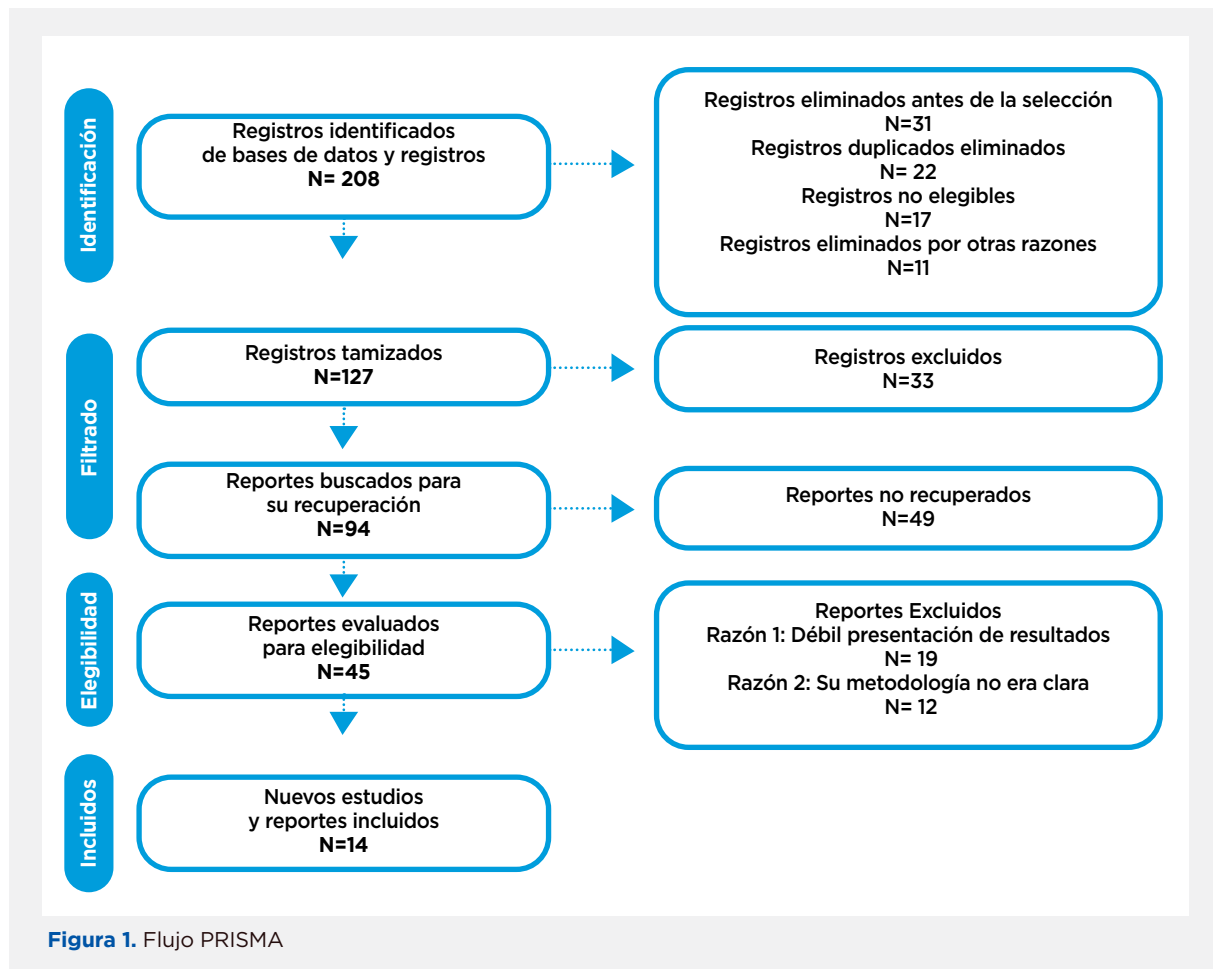 Identificación
Registros identificados
de bases de datos y registros
N= 208
Registros eliminados antes de la selección
N=31
Registros duplicados eliminados
N= 22
Registros no elegibles
N=17
Registros eliminados por otras razones
N=11
Filtrado
Registros tamizados
N=127
Registros excluidos
N=33
Reportes buscados para
su recuperación
N=94
Reportes no recuperados
N=49
Elegibilidad
Reportes evaluados
para elegibilidad
N=45
Reportes Excluidos
Razón 1: Débil presentación de resultados
N= 19
Razón 2: Su metodología no era clara
N= 12
Incluidos
Nuevos estudios
y reportes incluidos
N=14
Figura 1. Flujo PRISMA